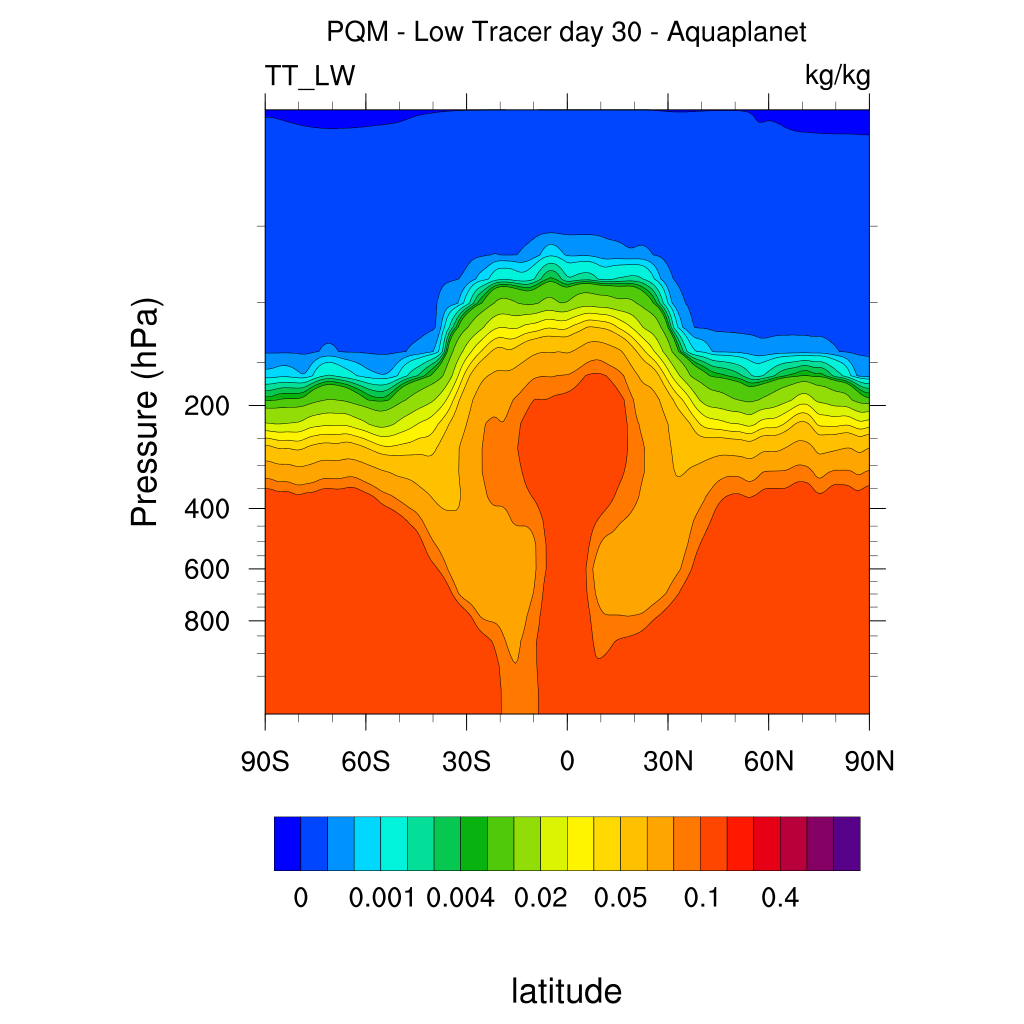 PQM - Low Tracer day 30 - Aquaplanet
TT_LW kg/kg
Pressure (hPa)
200
400
600
800
90S 60S 30S 0 30N 60N 90N
0 0.001 0.004 0.02 0.05 0.1 0.4
latitude